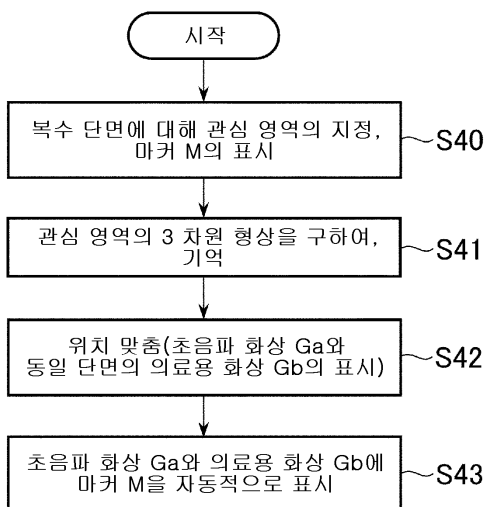 시작
복수 단면에 대해 관심 영역의 지정,
마커 M의 표시
S40
관심 영역의 3 차원 형상을 구하여,
기억
S41
위치 맞춤(초음파 화상 Ga와
동일 단면의 의료용 화상 Gb의 표시)
S42
초음파 화상 Ga와 의료용 화상 Gb에
마커 M을 자동적으로 표시
S43